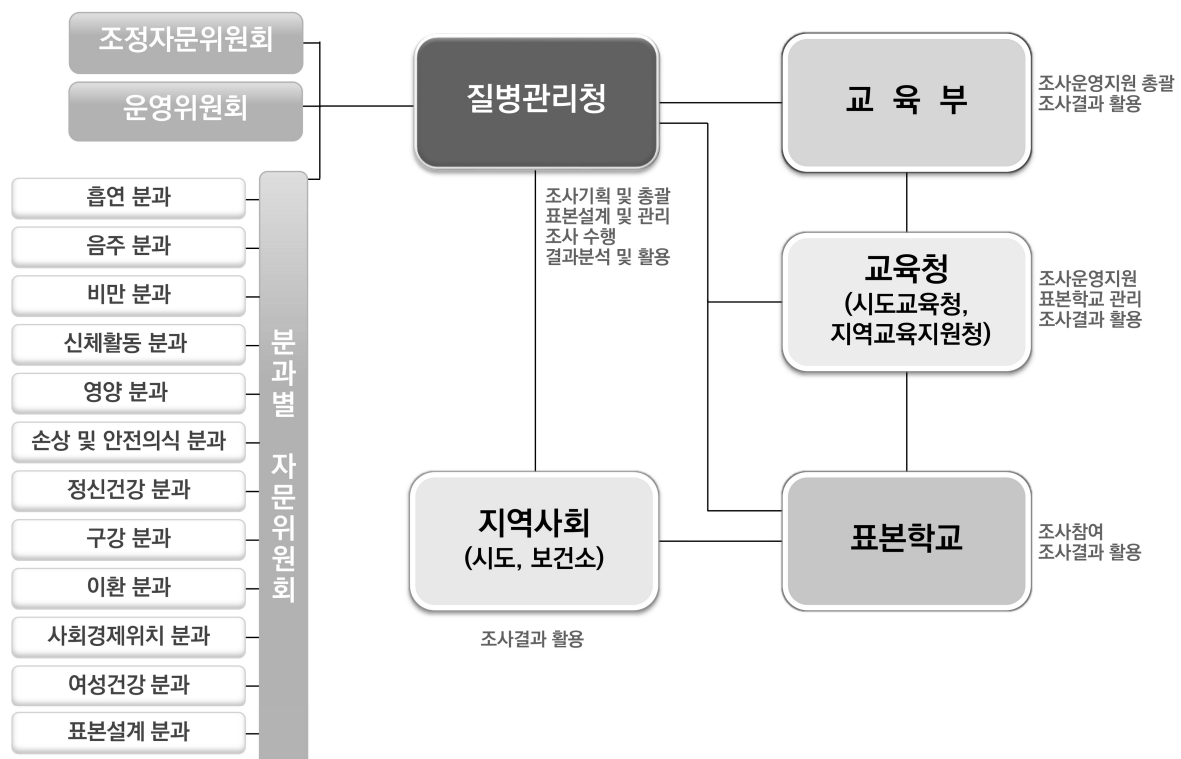 조정자문위원회
운영위원회
흡연 분과
음주 분과
비만 분과
신체활동 분과
영양 분과
손상 및 안전의식 분과
정신건강 분과
구강 분과
이환 분과
사회경제위치 분과
여성건강 분과
표본설계 분과
분과별 자문위원회
질병관리청
조사기획 및 총괄
표본설계 및 관리
조사 수행
결과분석 및 활용
교 육 부
조사운영지원 총괄
조사결과 활용
교육청
(시도교육청,
지역교육지원청)
조사운영지원
표본학교 관리
조사결과 활용
지역사회
(시도, 보건소)
조사결과 활용
표본학교
조사참여
조사결과 활용